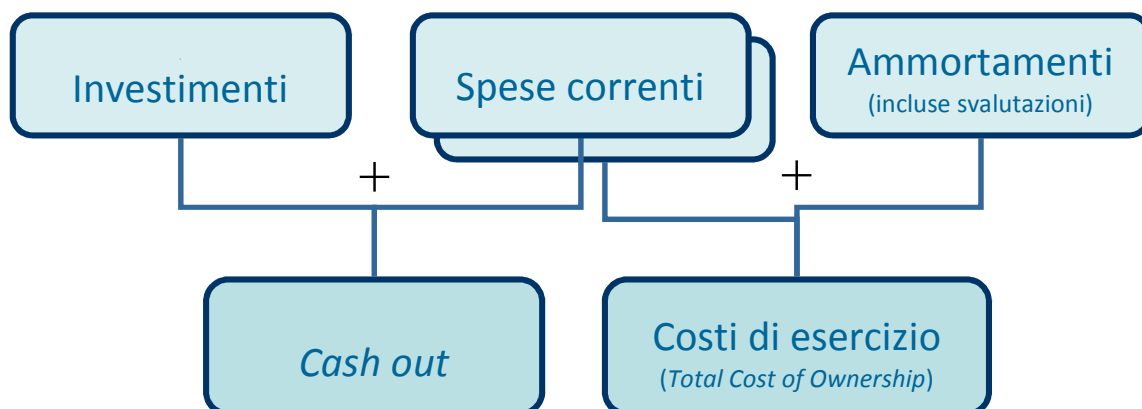 Investimenti
Spese correnti
Ammortamenti
(incluse svalutazioni)
+
+
Cash out
Costi di esercizio
(Total Cost of Ownership)